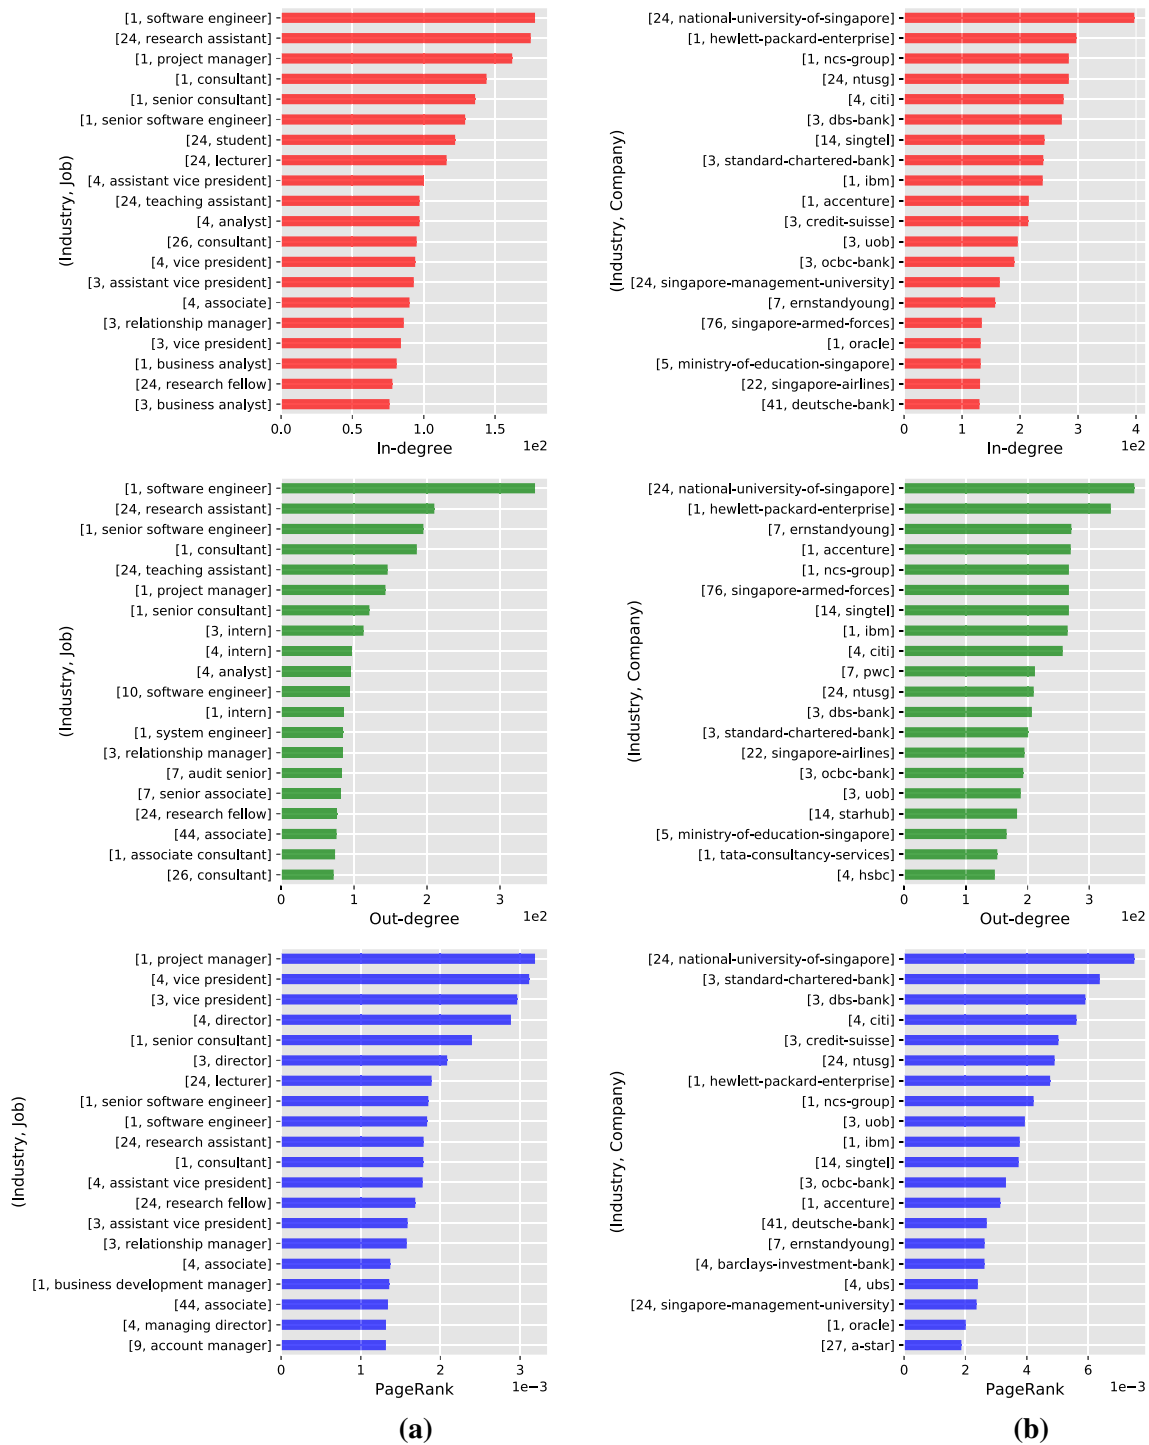 [1, software engineer]
[24, research assistant]
[1, project manager]
[1, consultant]
[1, senior consultant]
[1, senior software engineer]
[24, student]
[24, lecturer]
[4, assistant vice president]
[24, teaching assistant]
[4, analyst]
[26, consultant]
[4, vice president]
[3, assistant vice president]
[4, associate]
[3, relationship manager]
[3, vice president]
[1, business analyst]
[24, research fellow]
[3, business analyst]
(Industry, Job)
0.0 0.5 1.0 1.5
1e2
In-degree
[24, national-university-of-singapore]
[1, hewlett-packard-enterprise]
[1, ncs-group]
[24, ntusg]
[4, citi]
[3, dbs-bank]
[14, singtel]
[3, standard-chartered-bank]
[1, ibm]
[1, accenture]
[3, credit-suisse]
[3, uob]
[3, ocbc-bank]
[24, singapore-management-university]
[7, ernstandyoung]
[76, singapore-armed-forces]
[1, oracle]
[5, ministry-of-education-singapore]
[22, singapore-airlines]
[41, deutsche-bank]
(Industry, Company)
0 1 2 3 4
1e2
In-degree
[1, software engineer]
[24, research assistant]
[1, senior software engineer]
[1, consultant]
[24, teaching assistant]
[1, project manager]
[1, senior consultant]
[3, intern]
[4, intern]
[4, analyst]
[10, software engineer]
[1, intern]
[1, system engineer]
[3, relationship manager]
[7, audit senior]
[7, senior associate]
[24, research fellow]
[44, associate]
[1, associate consultant]
[26, consultant]
(Industry, Job)
0 1 2 3
1e2
Out-degree
[24, national-university-of-singapore]
[1, hewlett-packard-enterprise]
[7, ernstandyoung]
[1, accenture]
[1, ncs-group]
[76, singapore-armed-forces]
[14, singtel]
[1, ibm]
[4, citi]
[7, pwc]
[24, ntusg]
[3, dbs-bank]
[3, standard-chartered-bank]
[22, singapore-airlines]
[3, ocbc-bank]
[3, uob]
[14, starhub]
[5, ministry-of-education-singapore]
[1, tata-consultancy-services]
[4, hsbc]
(Industry, Company)
0 1 2 3
1e2
Out-degree
[1, project manager]
[4, vice president]
[3, vice president]
[4, director]
[1, senior consultant]
[3, director]
[24, lecturer]
[1, senior software engineer]
[1, software engineer]
[24, research assistant]
[1, consultant]
[4, assistant vice president]
[24, research fellow]
[3, assistant vice president]
[3, relationship manager]
[4, associate]
[1, business development manager]
[44, associate]
[4, managing director]
[9, account manager]
(Industry, Job)
0 1 2 3
1e−3
PageRank
[24, national-university-of-singapore]
[3, standard-chartered-bank]
[3, dbs-bank]
[4, citi]
[3, credit-suisse]
[24, ntusg]
[1, hewlett-packard-enterprise]
[1, ncs-group]
[3, uob]
[1, ibm]
[14, singtel]
[3, ocbc-bank]
[1, accenture]
[41, deutsche-bank]
[7, ernstandyoung]
[4, barclays-investment-bank]
[4, ubs]
[24, singapore-management-university]
[1, oracle]
[27, a-star]
(Industry, Company)
0 2 4 6
1e−3
PageRank
(a)
(b)